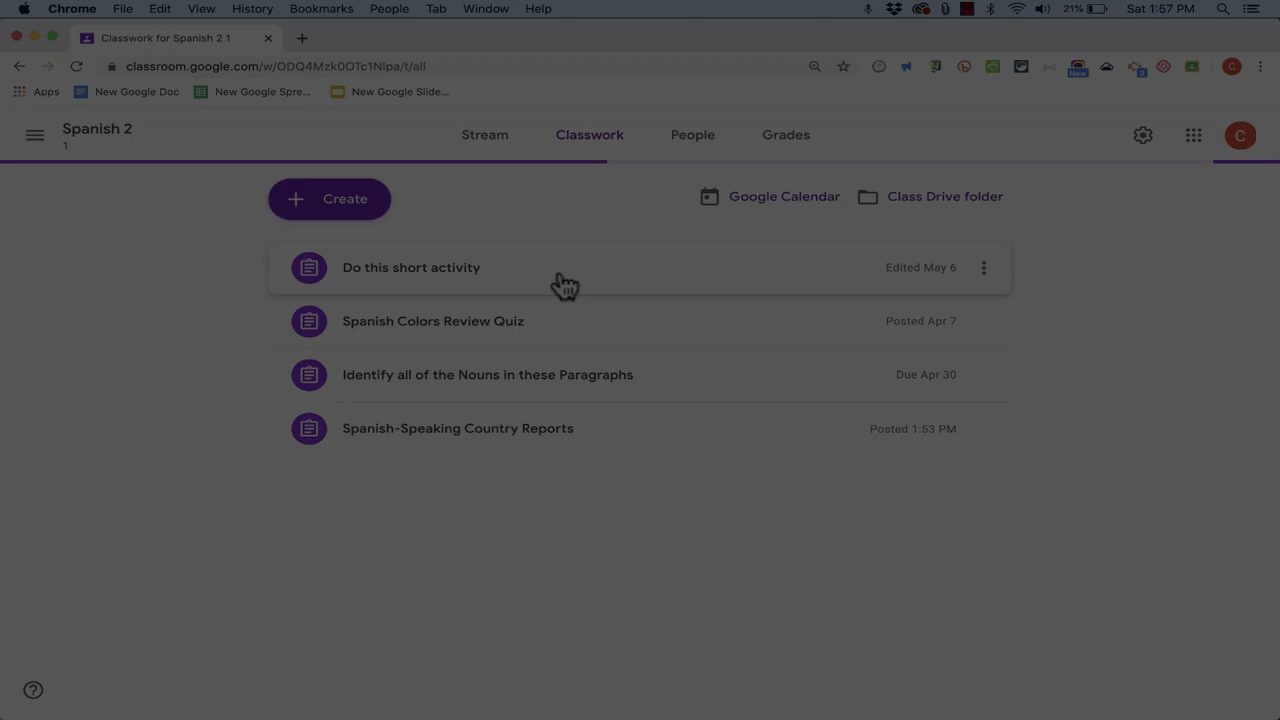 Chrome File Edit View History Bookmarks People Tab Window Help 21% Sat 1:57 PM
Classwork for Spanish 2 1
classroom.google.com/w/ODQ4Mzk0OTc1Nlpa/t/all
New
3
C
Apps New Google Doc New Google Spre... New Google Slide...
Spanish 2
1
Stream Classwork People Grades
C
Create
Google Calendar Class Drive folder
Do this short activity Edited May 6
Spanish Colors Review Quiz Posted Apr 7
Identify all of the Nouns in these Paragraphs Due Apr 30
Spanish-Speaking Country Reports Posted 1:53 PM